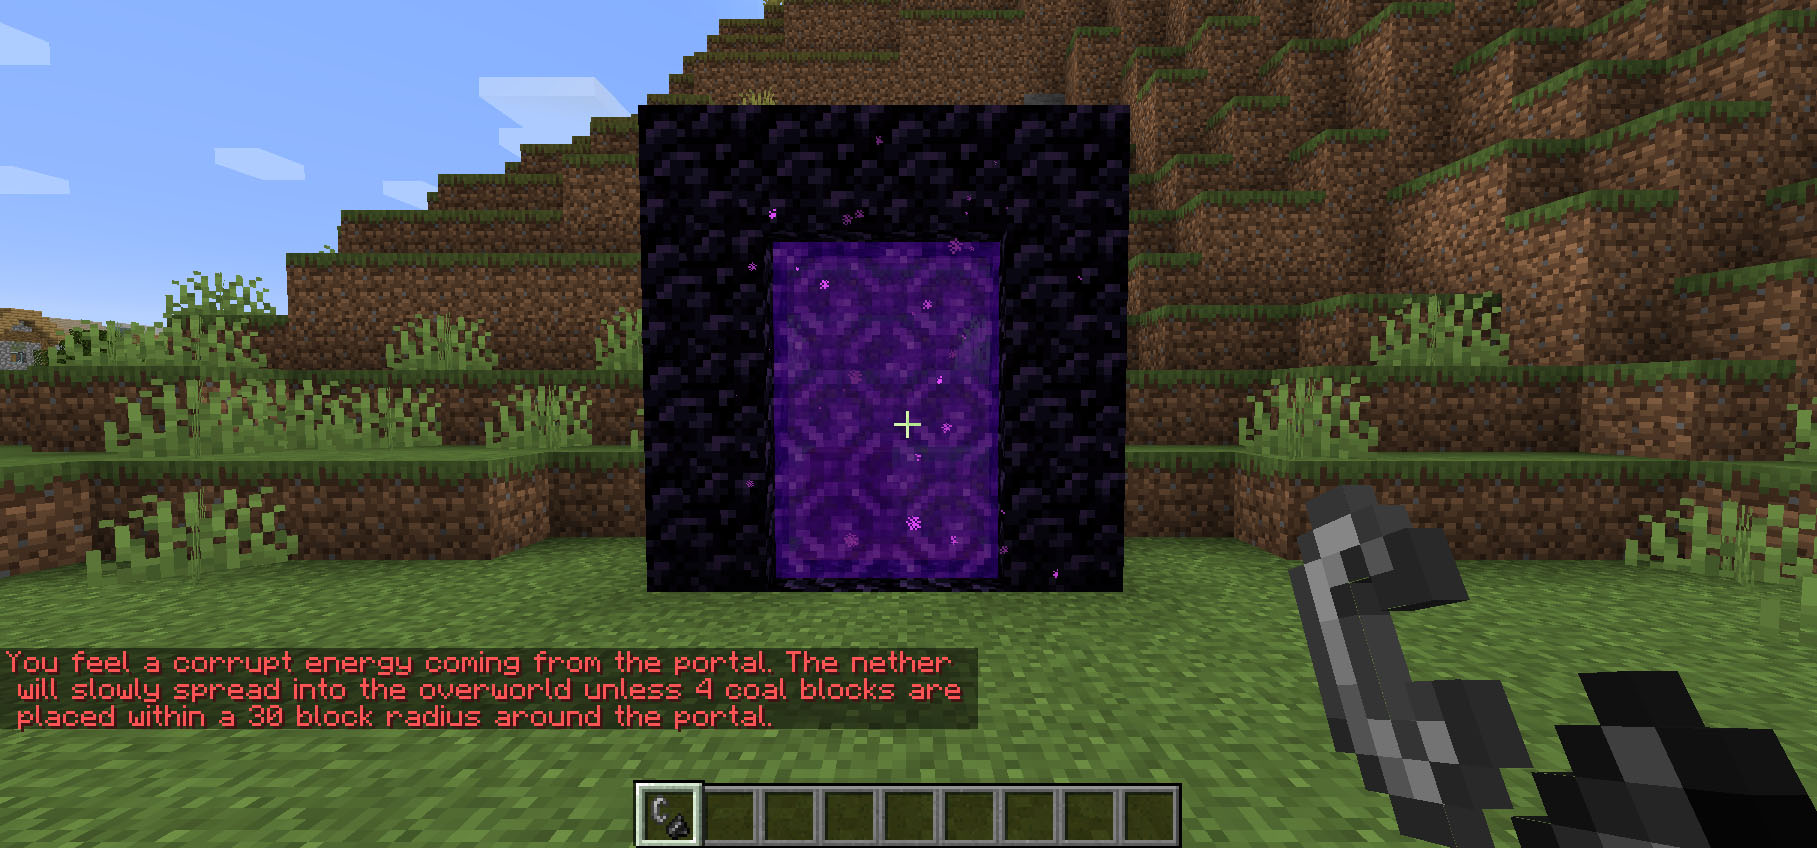 You feel a corrupt energy coming from the portal. The nether
will slowly spread into the overworld unless 4 coal blocks are
placed within a 30 block radius around the portal.